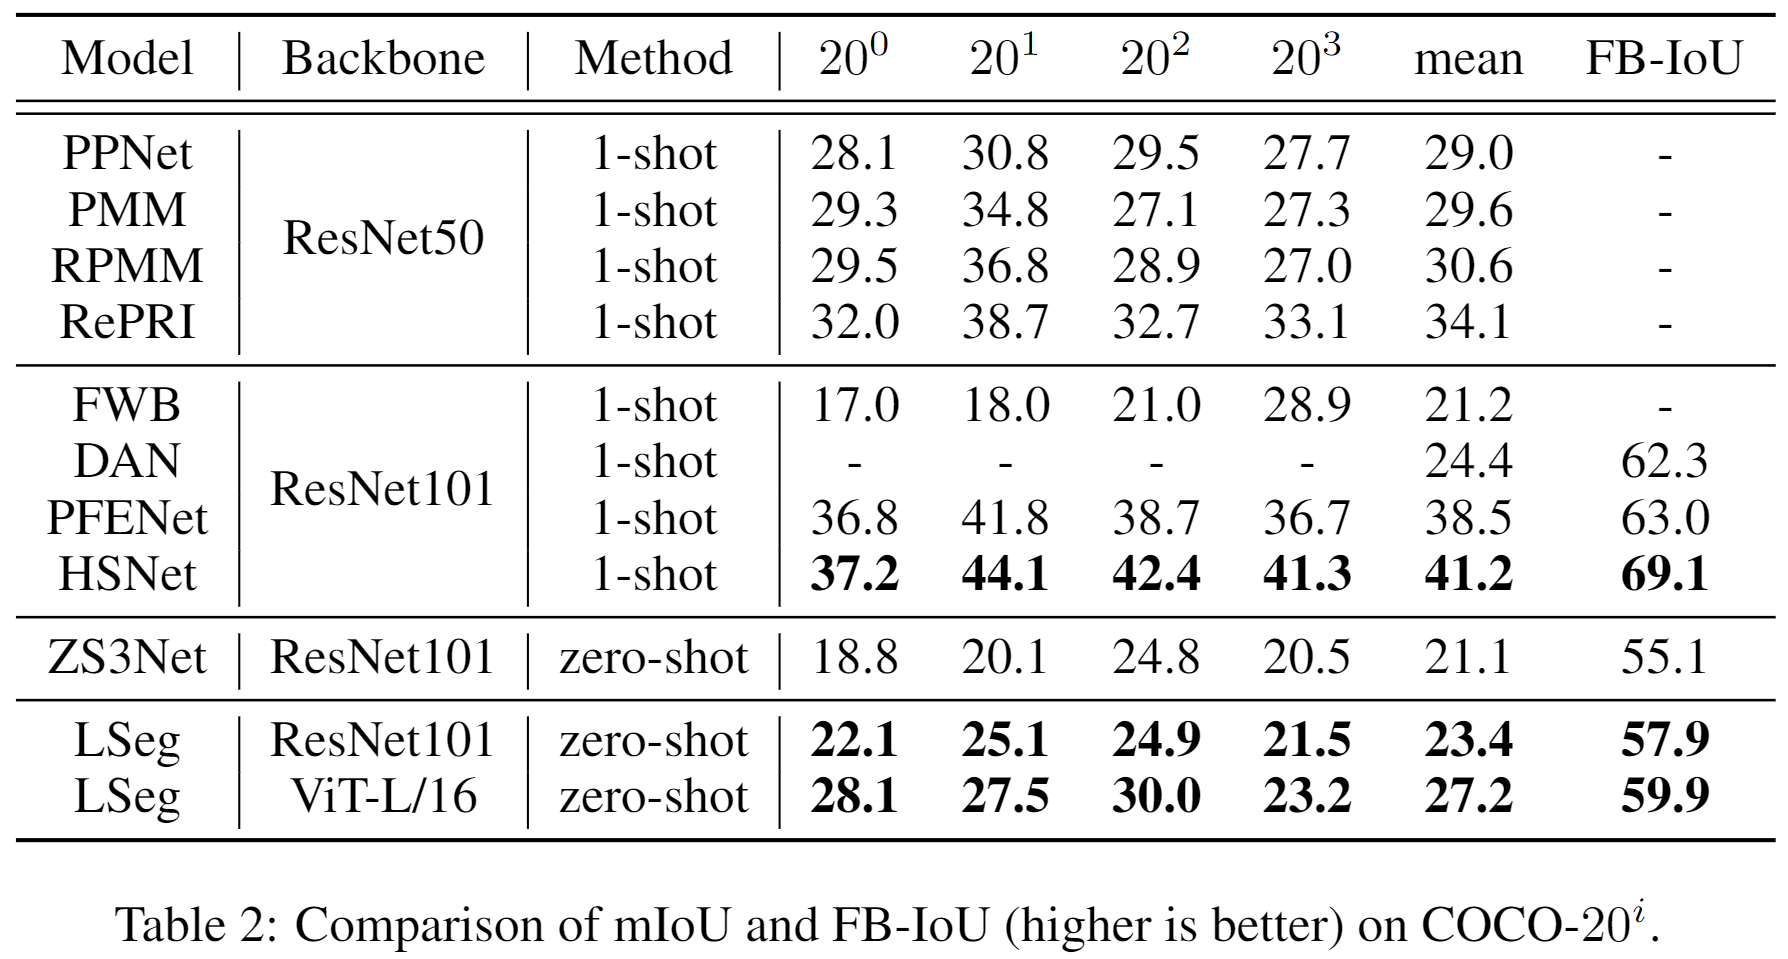 Model Backbone Method 20⁰ 20¹ 20² 20³ mean FB-IoU
PPNet 1-shot 28.1 30.8 29.5 27.7 29.0 -
PMM 1-shot 29.3 34.8 27.1 27.3 29.6 -
ResNet50
RPMM 1-shot 29.5 36.8 28.9 27.0 30.6 -
RePRI 1-shot 32.0 38.7 32.7 33.1 34.1 -
FWB 1-shot 17.0 18.0 21.0 28.9 21.2 -
DAN 1-shot - - - - 24.4 62.3
ResNet101
PFENet 1-shot 36.8 41.8 38.7 36.7 38.5 63.0
HSNet 1-shot 37.2 44.1 42.4 41.3 41.2 69.1
ZS3Net ResNet101 zero-shot 18.8 20.1 24.8 20.5 21.1 55.1
LSeg ResNet101 zero-shot 22.1 25.1 24.9 21.5 23.4 57.9
LSeg ViT-L/16 zero-shot 28.1 27.5 30.0 23.2 27.2 59.9
Table 2: Comparison of mIoU and FB-IoU (higher is better) on COCO-20ⁱ.